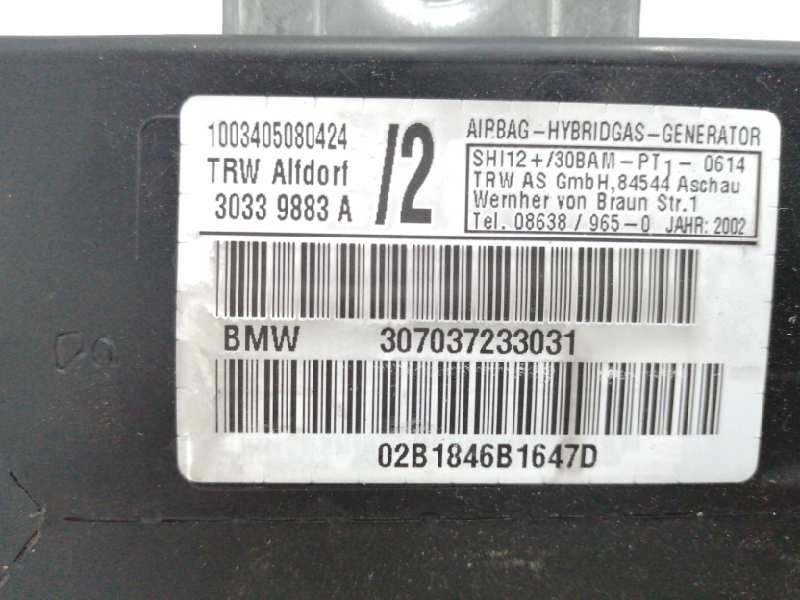 1003405080424
TRW Alfdorf
3033 9883 A
/2
AIRBAG-HYBRIDGAS-GENERATOR
SHI12+/30BAM-PT1-0614
TRW AS GmbH,84544 Aschau
Wernher von Braun Str.1
Tel. 08638/965-0 JAHR: 2002
BMW 307037233031
02B1846B1647D